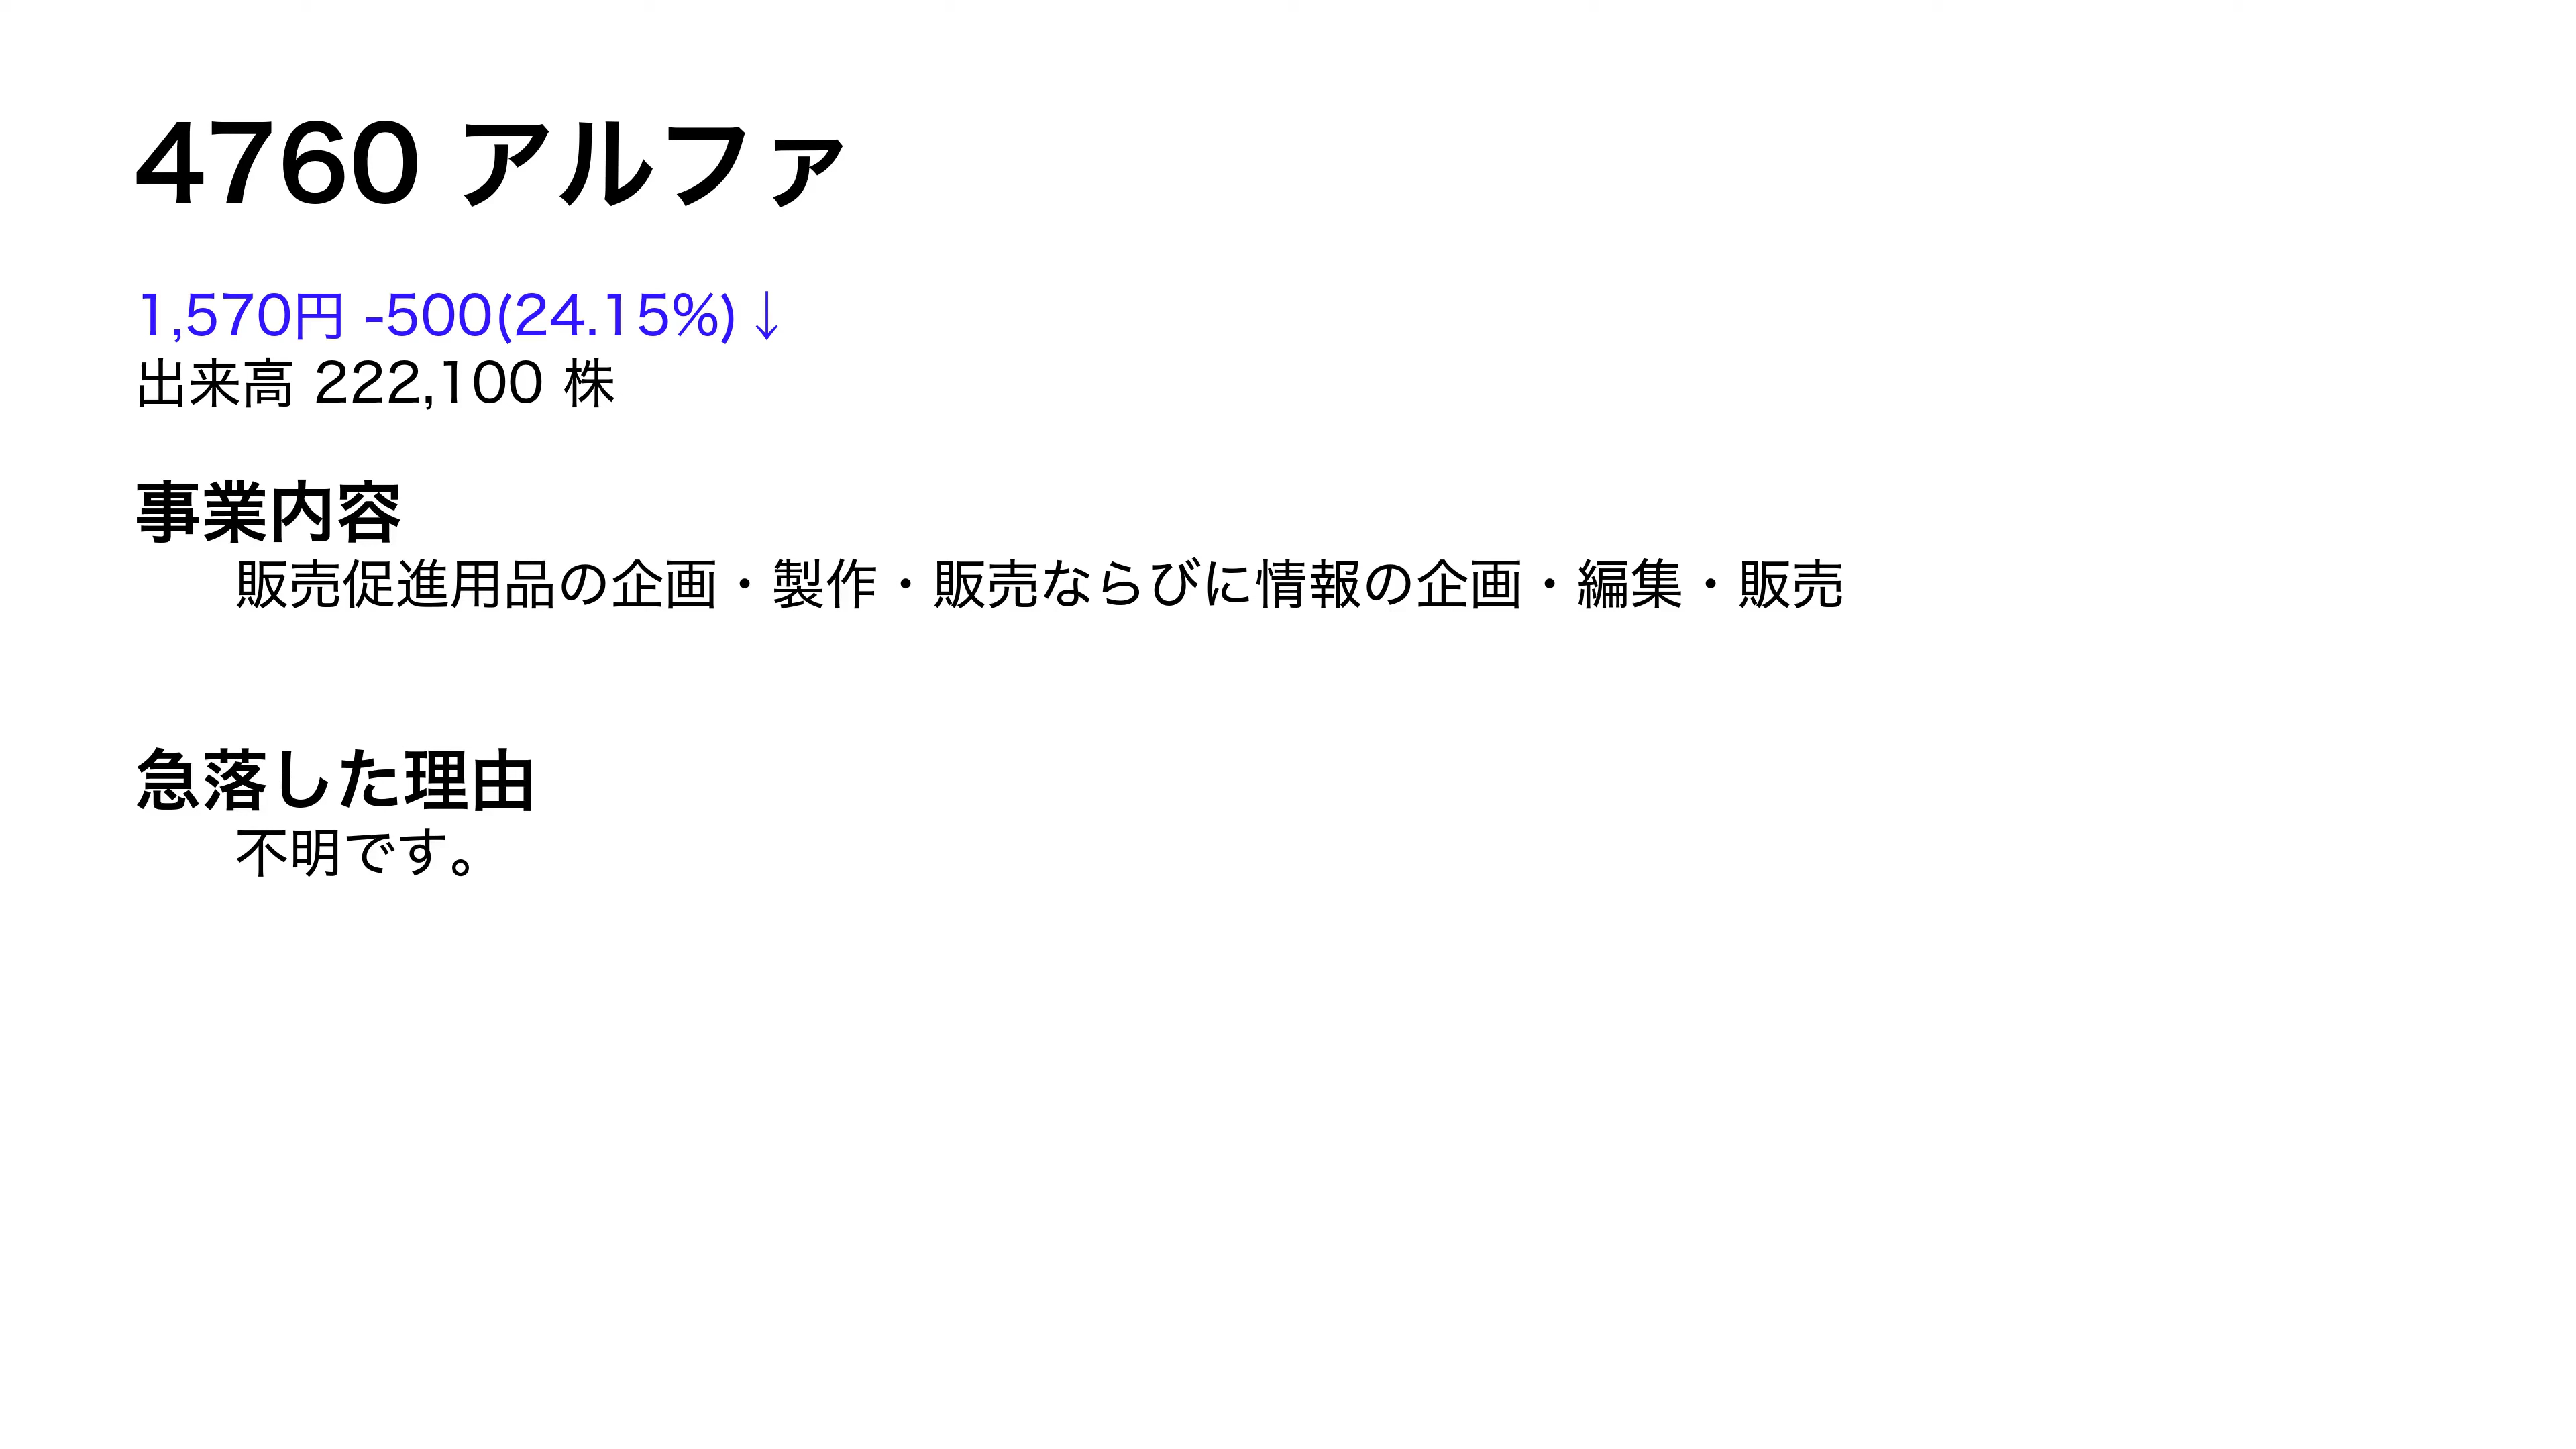 4760 アルファ
1,570円 -500(24.15%)↓
出来高 222,100 株
事業内容
販売促進用品の企画・製作・販売ならびに情報の企画・編集・販売
急落した理由
不明です。